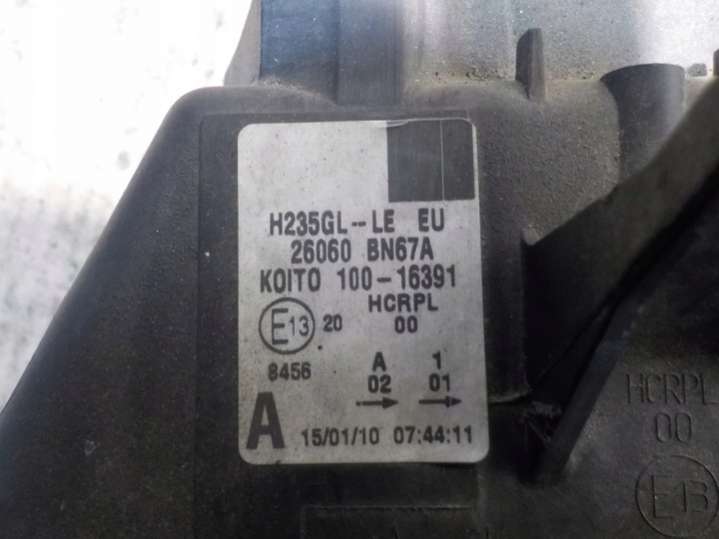 H235GL--LE EU
26060 BN67A
KOITO 100-16391
HCRPL
E13 20 00
8456
A 1
02 01
A
15/01/10 07:44:11
HCRPL
00
E13